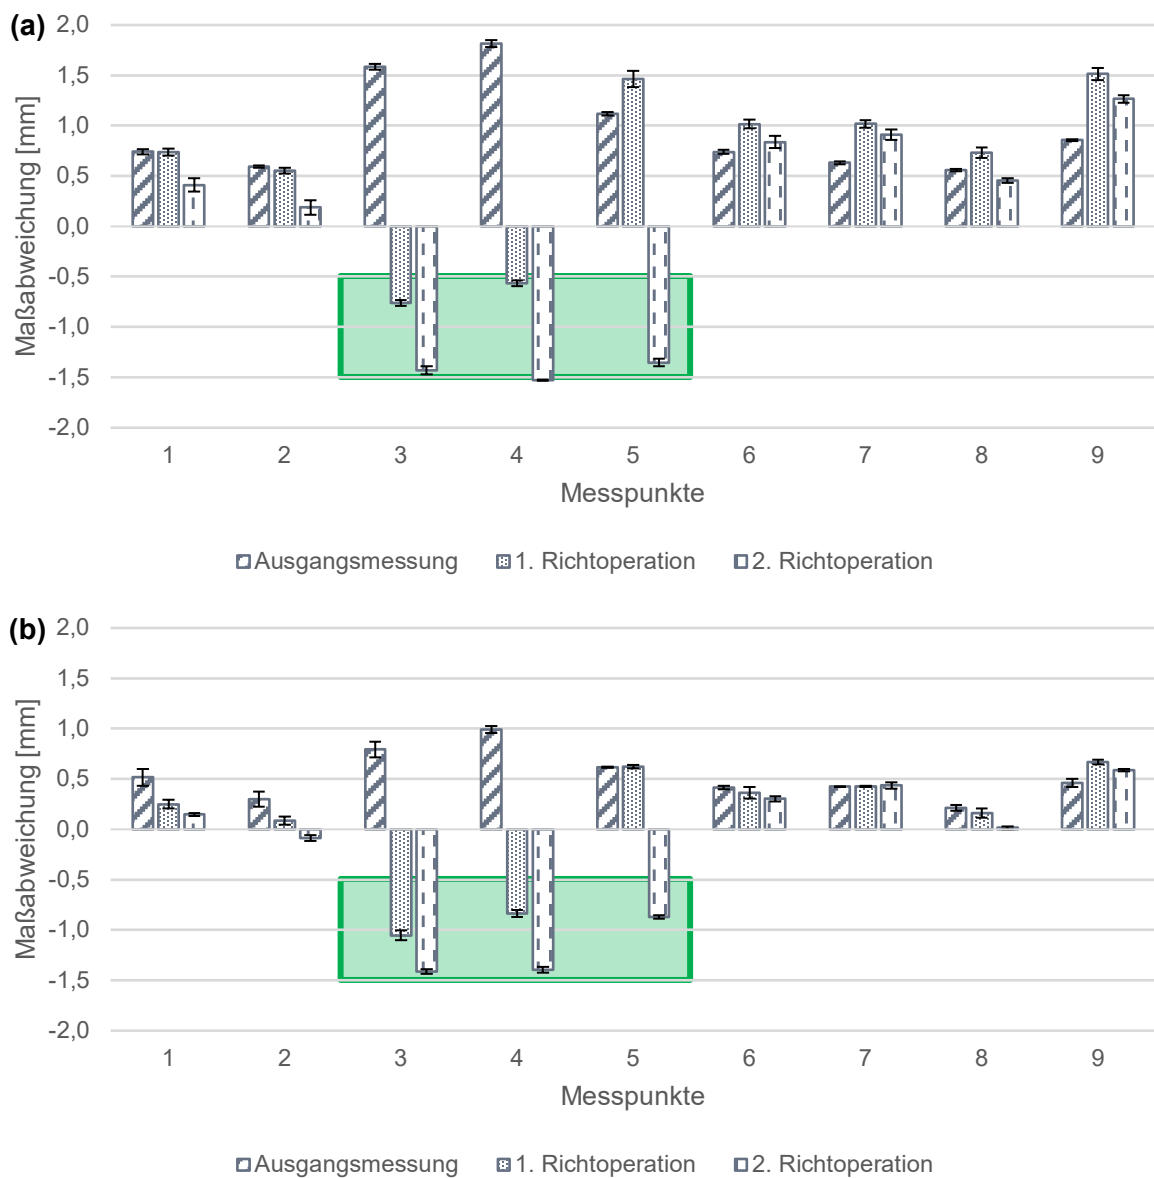 (a)
2,0
1,5
1,0
0,5
0,0
-0,5
-1,0
-1,5
-2,0
Maßabweichung [mm]
1 2 3 4 5 6 7 8 9
Messpunkte
Ausgangsmessung 1. Richtoperation 2. Richtoperation
(b)
2,0
1,5
1,0
0,5
0,0
-0,5
-1,0
-1,5
-2,0
Maßabweichung [mm]
1 2 3 4 5 6 7 8 9
Messpunkte
Ausgangsmessung 1. Richtoperation 2. Richtoperation